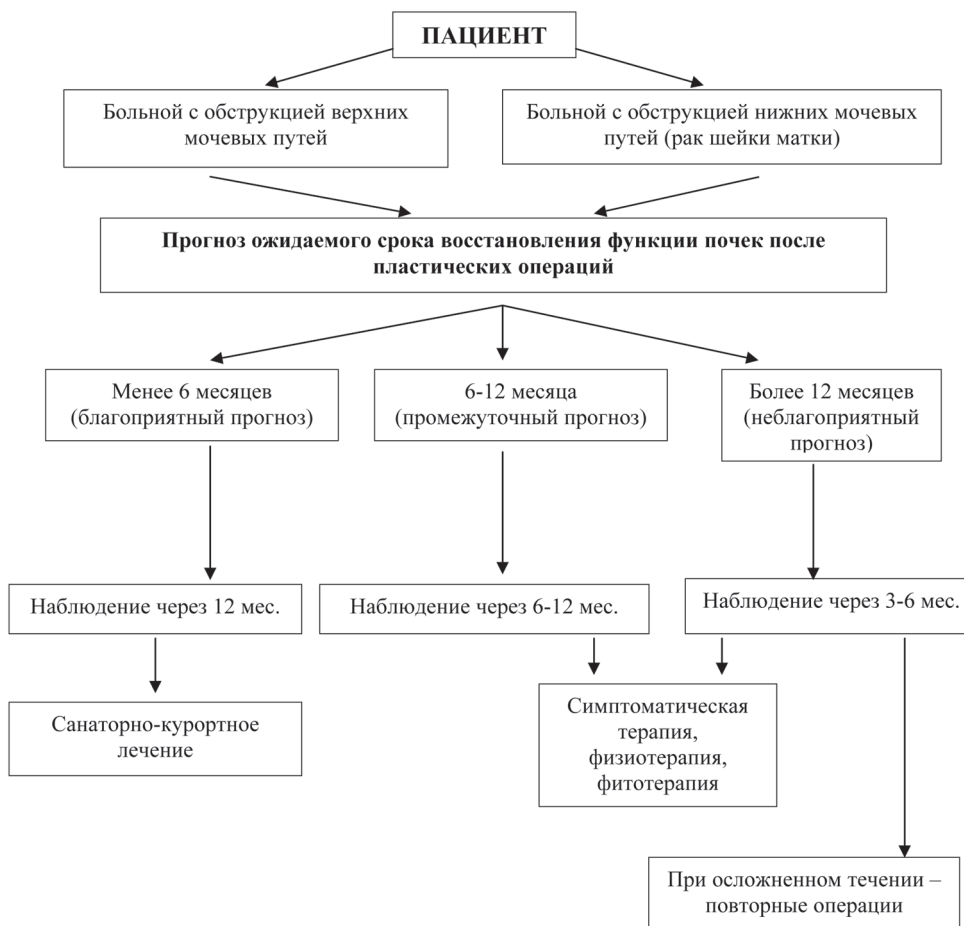 ПАЦИЕНТ
Больной с обструкцией верхних
мочевых путей
Больной с обструкцией нижних мочевых
путей (рак шейки матки)
Прогноз ожидаемого срока восстановления функции почек после
пластических операций
Менее 6 месяцев
(благоприятный прогноз)
6-12 месяца
(промежуточный прогноз)
Более 12 месяцев
(неблагоприятный
прогноз)
Наблюдение через 12 мес.
Наблюдение через 6-12 мес.
Наблюдение через 3-6 мес.
Санаторно-курортное
лечение
Симптоматическая
терапия,
физиотерапия,
фитотерапия
При осложненном течении –
повторные операции